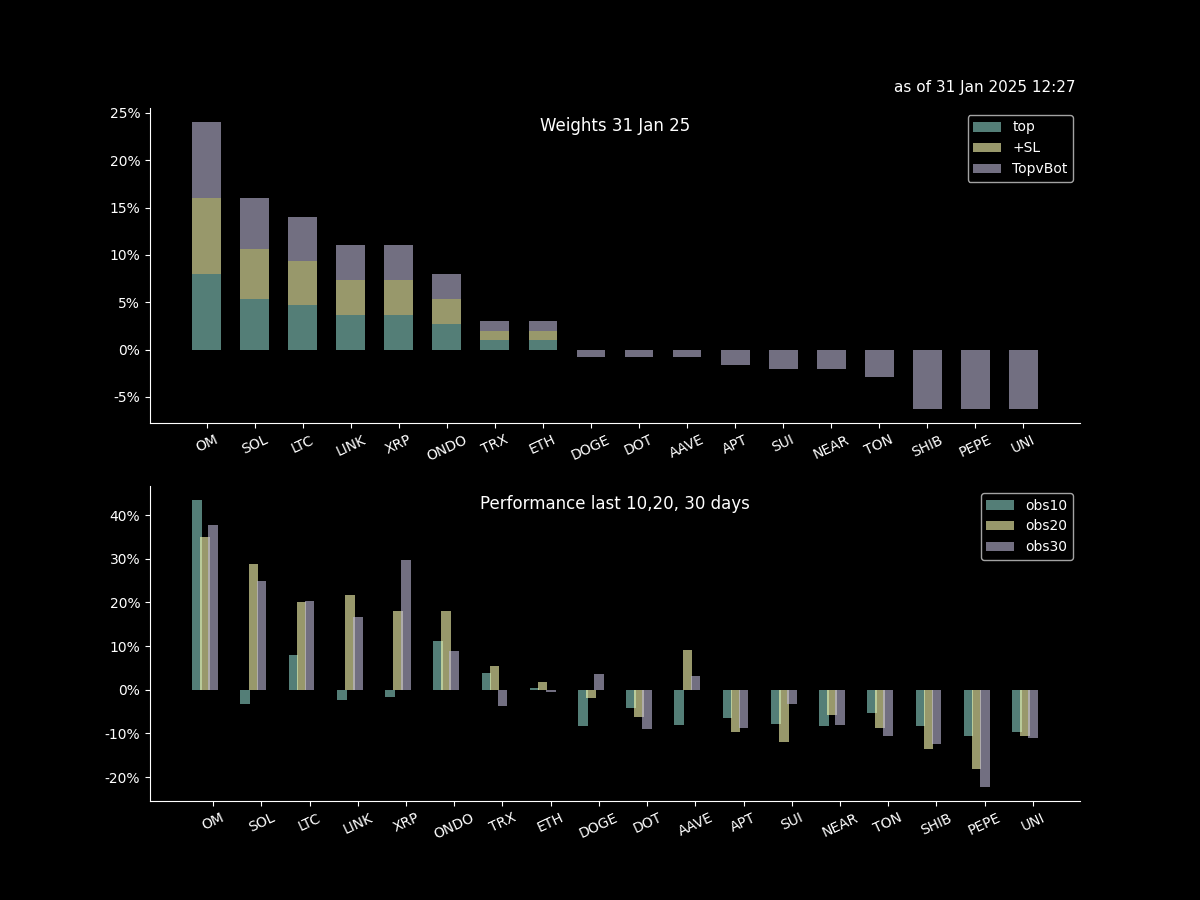 as of 31 Jan 2025 12:27
Weights 31 Jan 25
top
+SL
TopvBot
25%
20%
15%
10%
5%
0%
-5%
OM SOL LTC LINK XRP ONDO TRX ETH DOGE DOT AAVE APT SUI NEAR TON SHIB PEPE UNI
Performance last 10,20, 30 days
obs10
obs20
obs30
40%
30%
20%
10%
0%
-10%
-20%
OM SOL LTC LINK XRP ONDO TRX ETH DOGE DOT AAVE APT SUI NEAR TON SHIB PEPE UNI